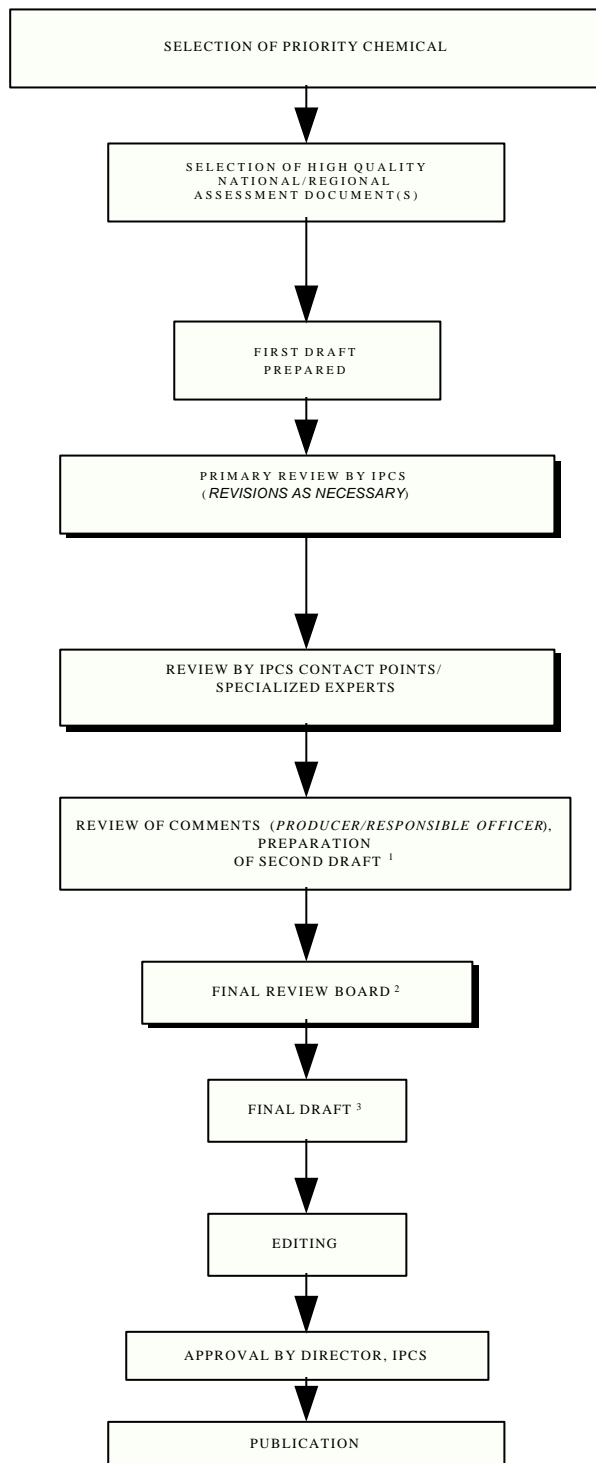 SELECTION OF PRIORITY CHEMICAL
SELECTION OF HIGH QUALITY
NATIONAL/REGIONAL
ASSESSMENT DOCUMENT(S)
FIRST DRAFT
PREPARED
PRIMARY REVIEW BY IPCS
(REVISIONS AS NECESSARY)
REVIEW BY IPCS CONTACT POINTS/
SPECIALIZED EXPERTS
REVIEW OF COMMENTS (PRODUCER/RESPONSIBLE OFFICER),
PREPARATION
OF SECOND DRAFT ¹
FINAL REVIEW BOARD ²
FINAL DRAFT ³
EDITING
APPROVAL BY DIRECTOR, IPCS
PUBLICATION